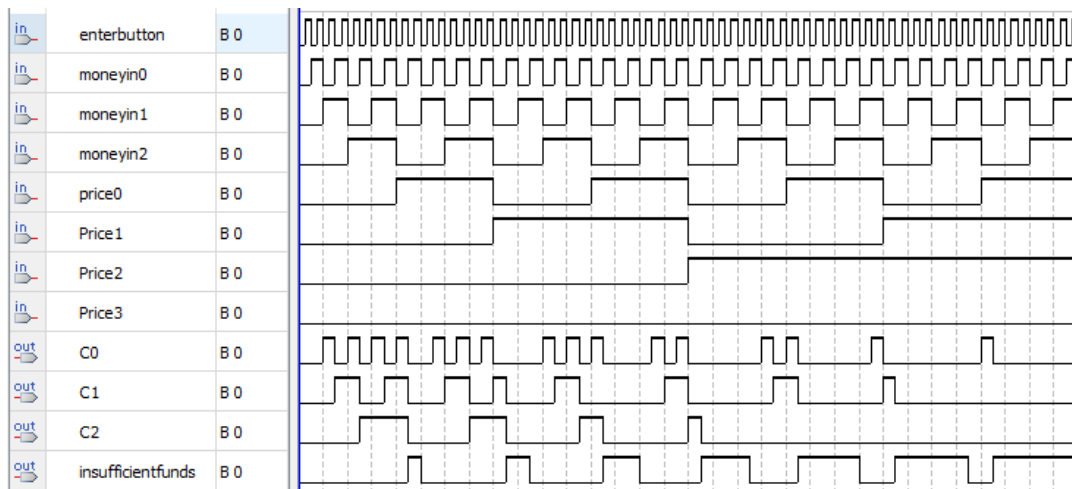 in enterbutton B 0
in moneyin0 B 0
in moneyin1 B 0
in moneyin2 B 0
in price0 B 0
in Price1 B 0
in Price2 B 0
in Price3 B 0
out C0 B 0
out C1 B 0
out C2 B 0
out insufficientfunds B 0